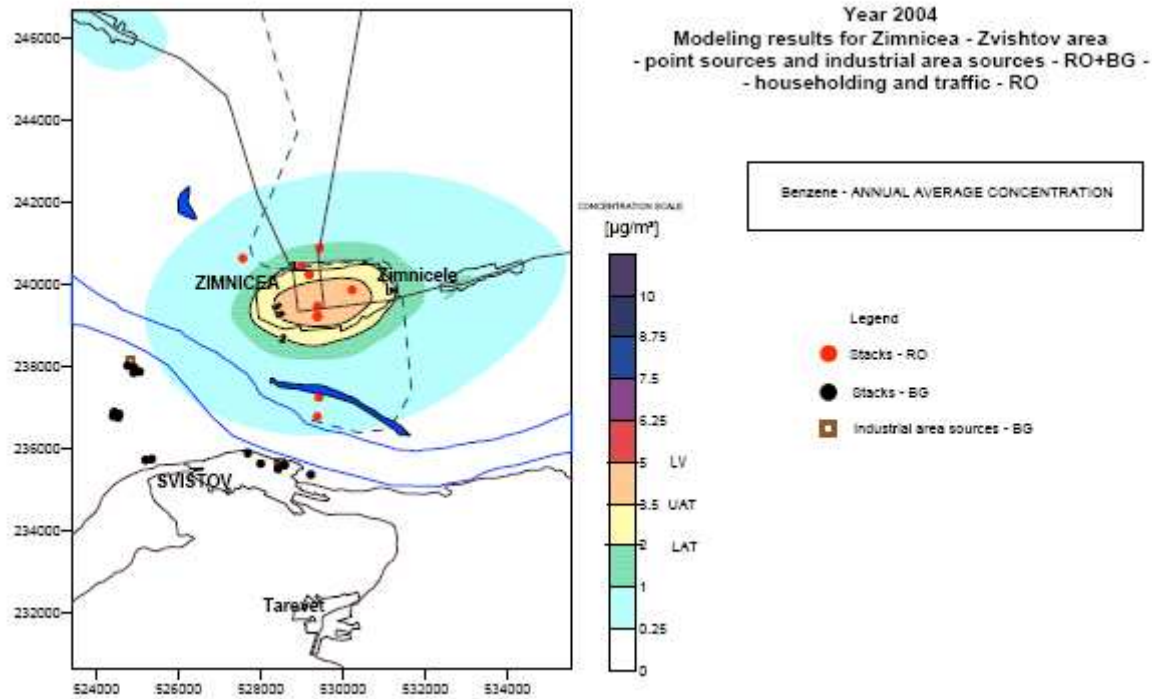 Year 2004
Modeling results for Zimnicea - Zvishtov area
- point sources and industrial area sources - RO+BG -
- householding and traffic - RO
Benzene - ANNUAL AVERAGE CONCENTRATION
CONCENTRATION SCALE
[µg/m³]
10
8.75
7.5
6.25
5 LV
3.5 UAT
2 LAT
1
0.25
0
Legend
Stacks - RO
Stacks - BG
Industrial area sources - BG
246000
244000
242000
240000
238000
236000
234000
232000
ZIMNICEA
Zimnicele
SVISTOV
Tarevet
524000 526000 528000 530000 532000 534000